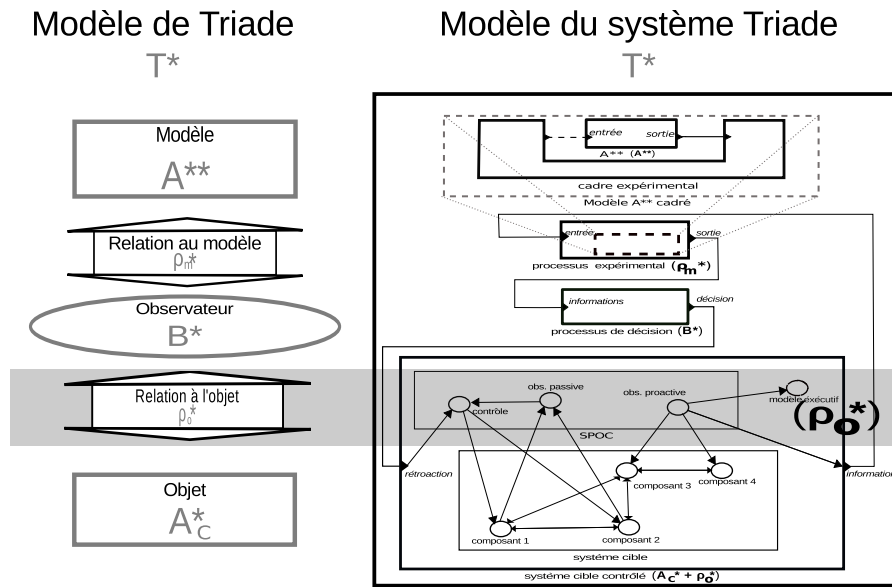 Modèle de Triade
T*
Modèle
A**
Relation au modèle
ρm*
Observateur
B*
Relation à l'objet
ρo*
Objet
A*C
Modèle du système Triade
T*
entrée
sortie
A** (A**)
cadre expérimental
Modèle A** cadré
entrée
sortie
processus expérimental (ρm*)
informations
décision
processus de décision (B*)
obs. passive
obs. proactive
modèle exécutif
contrôle
(ρo*)
SPOC
rétroaction
information
composant 3
composant 4
composant 1
composant 2
système cible
système cible contrôlé (Ac* + ρo*)